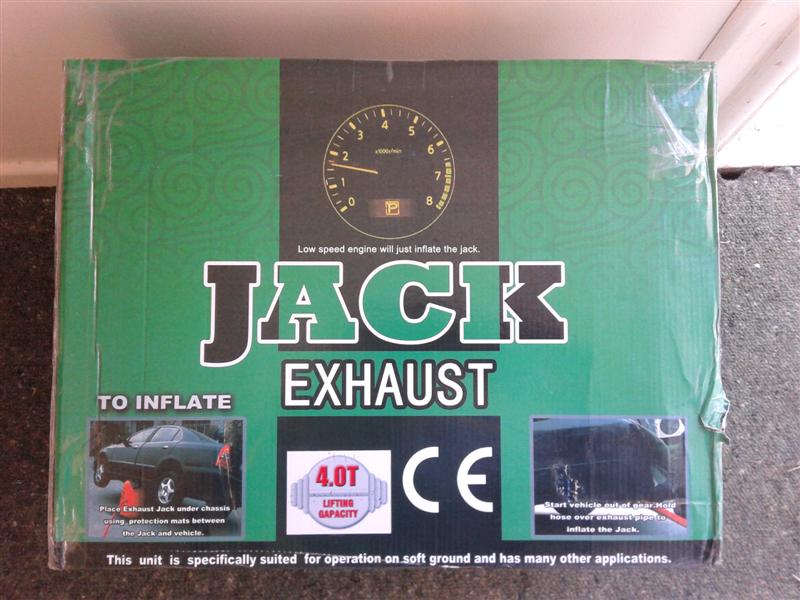 0 1 2 3 4 5 6 7 8
x1000r/min
P
Low speed engine will just inflate the jack.
JACK
EXHAUST
TO INFLATE
Place Exhaust Jack under chassis
using protection mats between
the Jack and vehicle.
4.0T
LIFTING
GAPACITY
CE
Start vehicle out of gear.Hold
hose over exhaust pipe,to
inflate the Jack.
This unit is specifically suited for operation on soft ground and has many other applications.